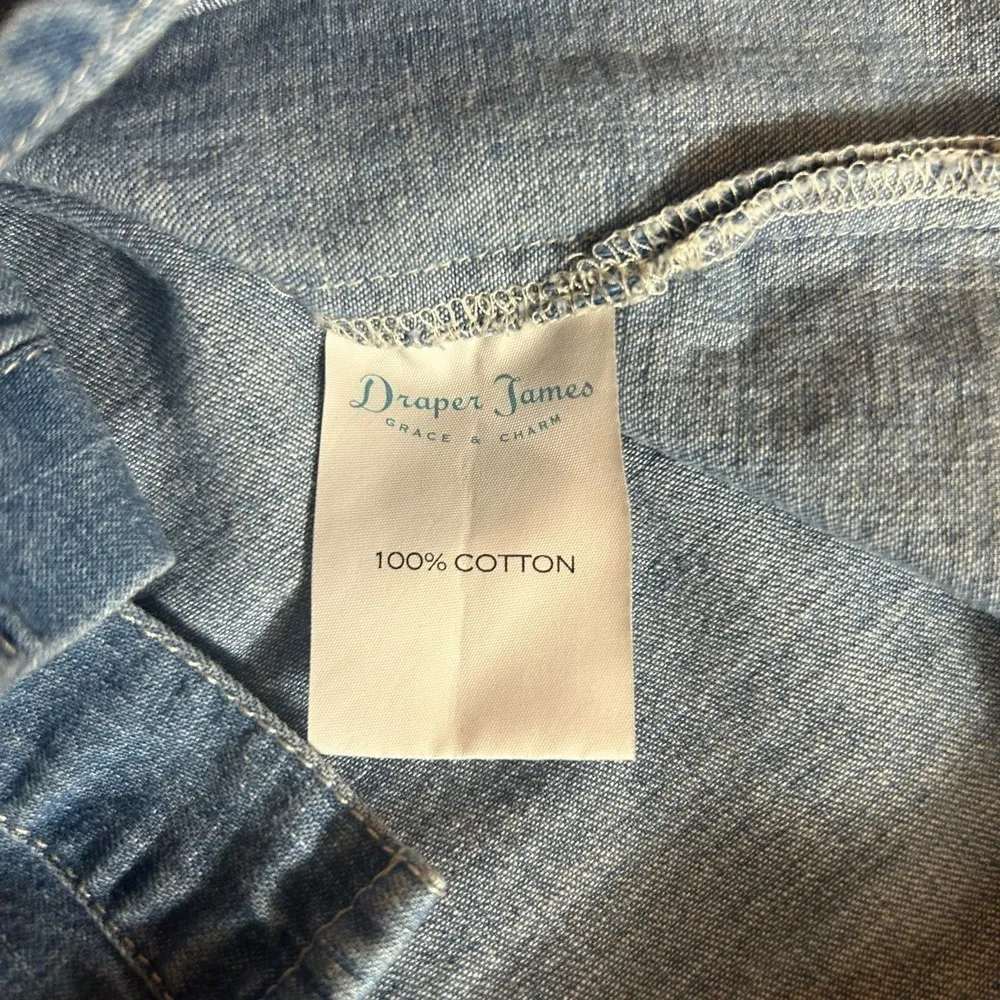 Draper James
GRACE & CHARM
100% COTTON